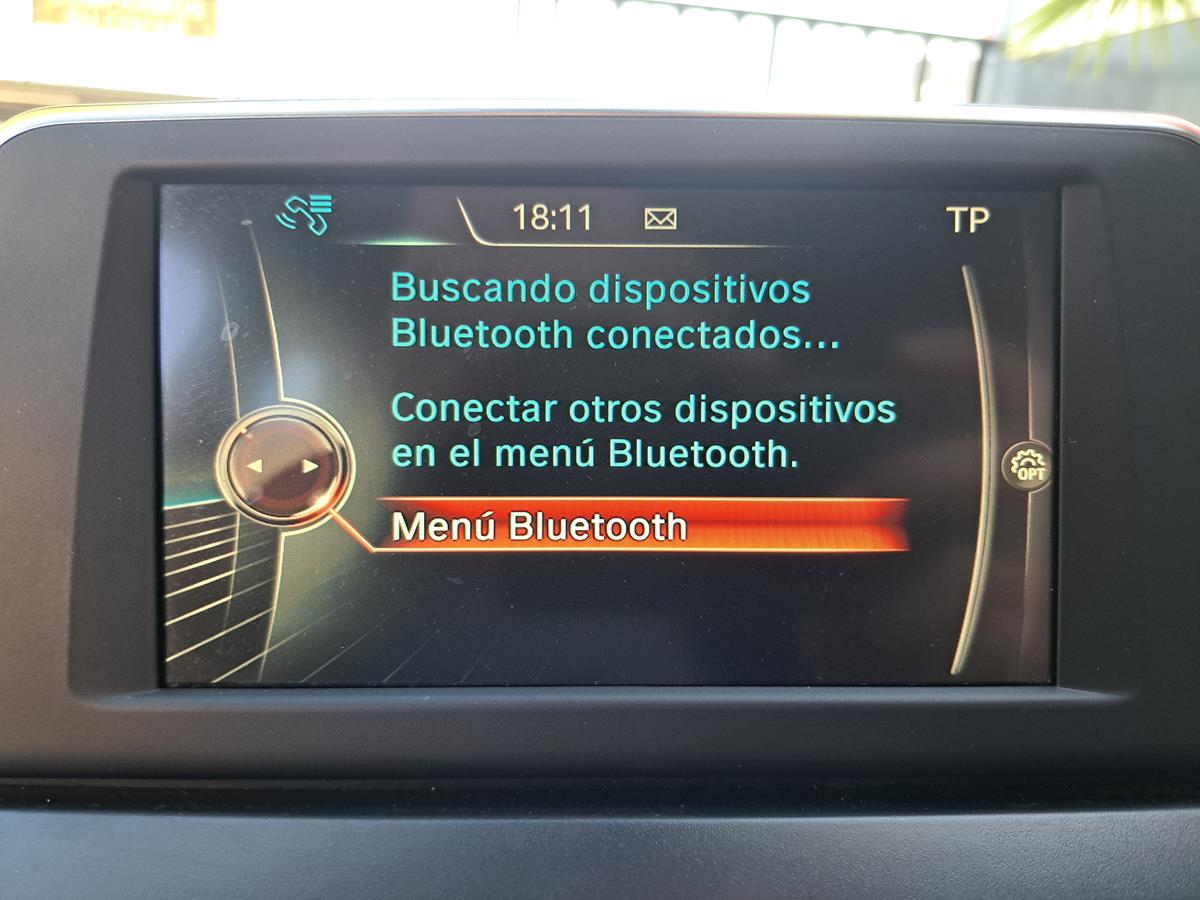 18:11
TP
Buscando dispositivos
Bluetooth conectados...
Conectar otros dispositivos
en el menú Bluetooth.
OPT
Menú Bluetooth